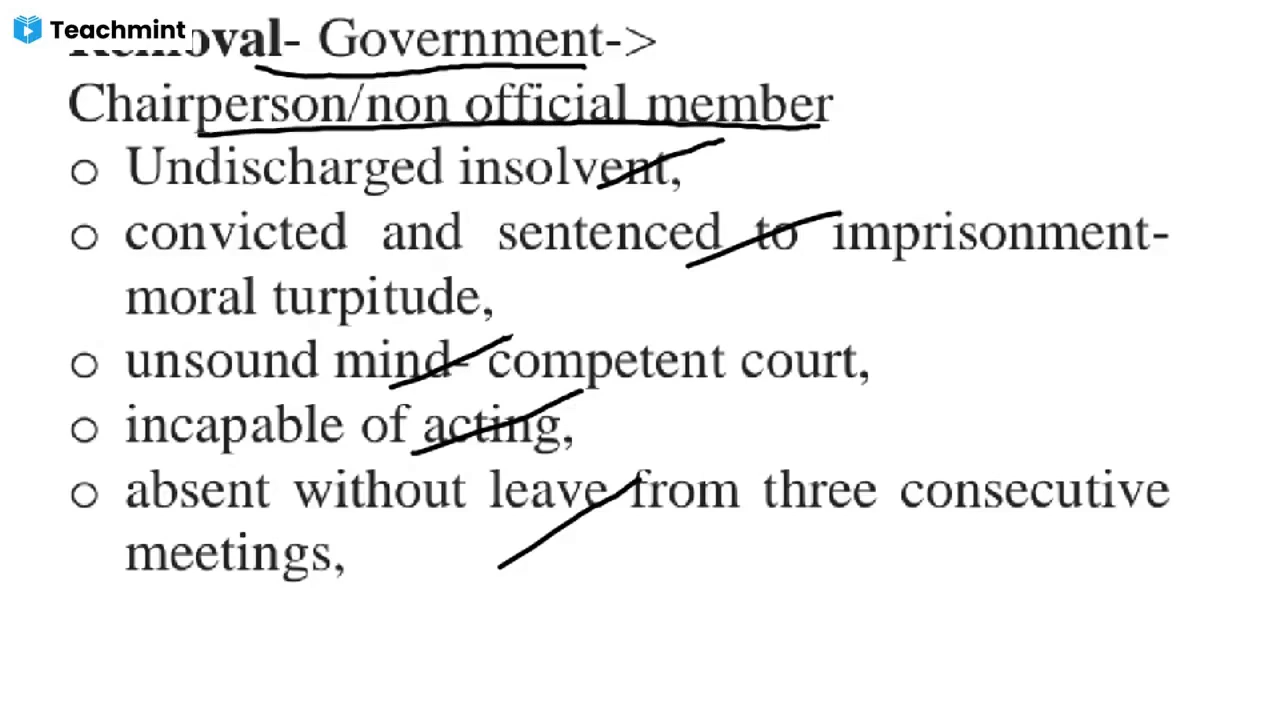 Teachmint
Removal- Government->
Chairperson/non official member
o Undischarged insolvent,
o convicted and sentenced to imprisonment-
moral turpitude,
o unsound mind- competent court,
o incapable of acting,
o absent without leave from three consecutive
meetings,